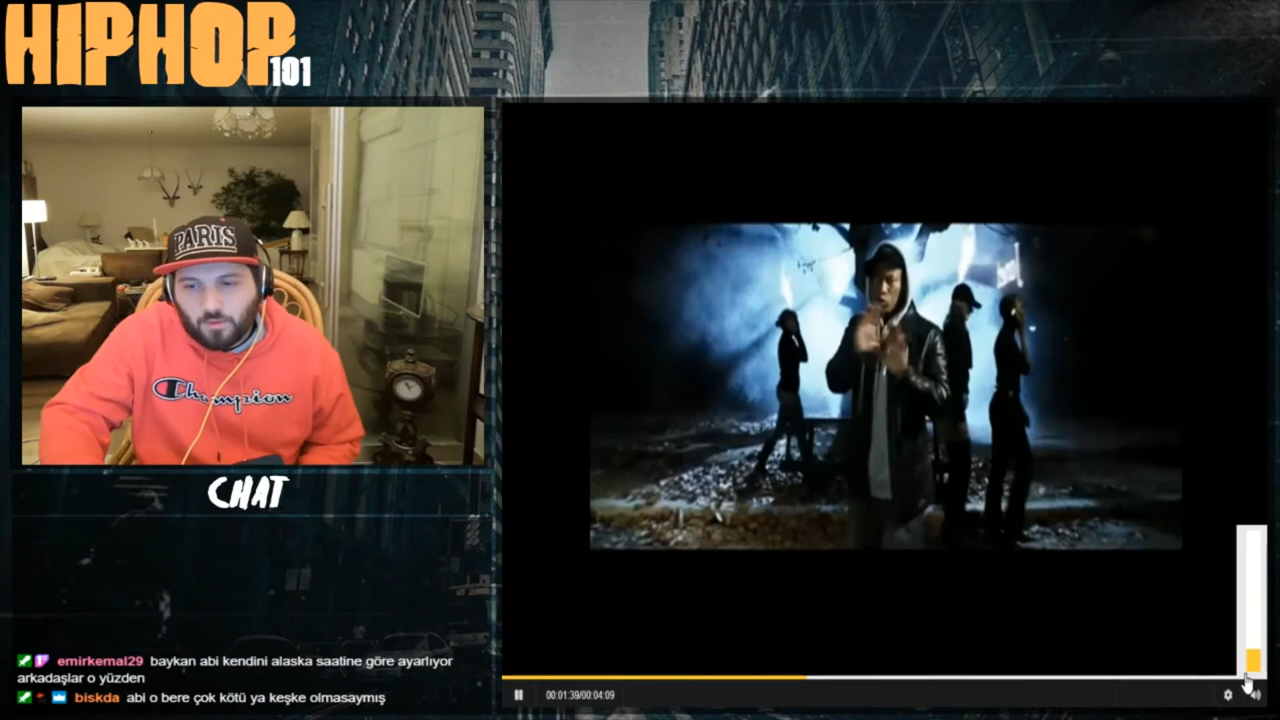 HIPHOP
101
PARIS
Champion
CHAT
emirkemal29 baykan abi kendini alaska saatine göre ayarlıyor
arkadaşlar o yüzden
biskda abi o bere çok kötü ya keşke olmasaymış
00:01:39/00:04:09